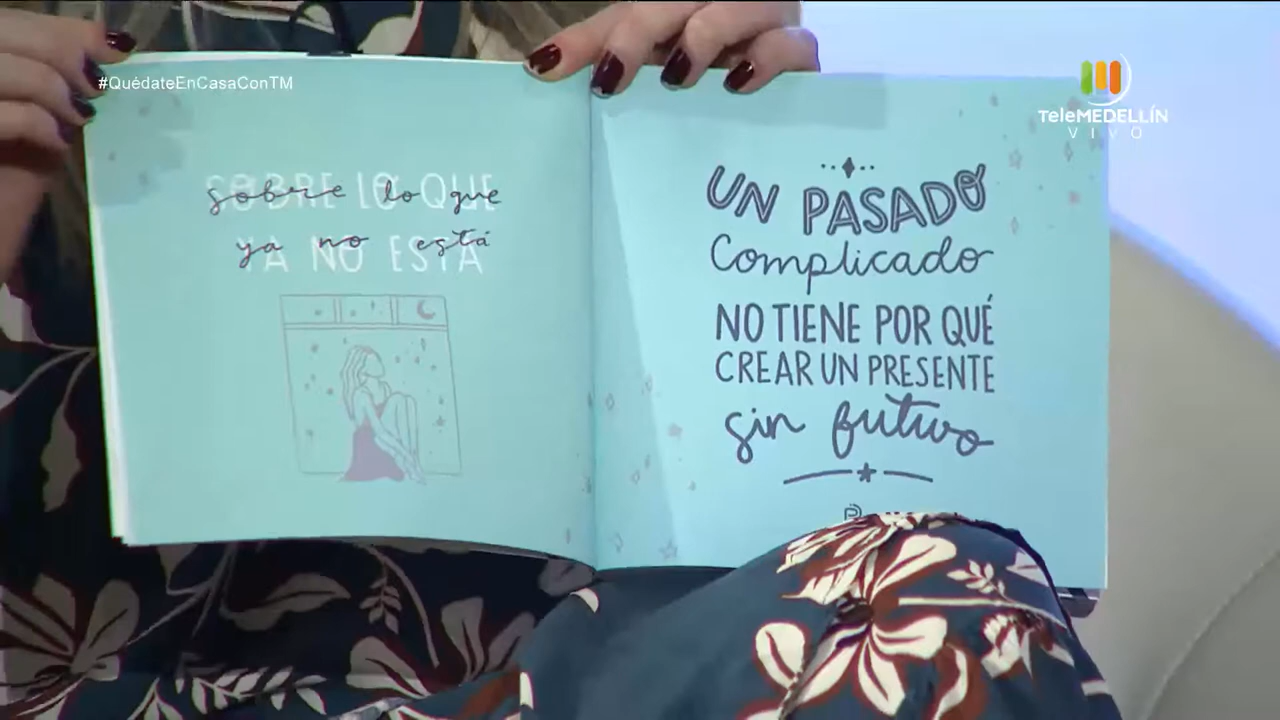 #QuédateEnCasaConTM
TeleMEDELLÍN
VIVO
SOBRE LO QUE
sobre lo que
YA NO ESTÁ
ya no está
UN PASADO
Complicado
NO TIENE POR QUÉ
CREAR UN PRESENTE
sin futuro